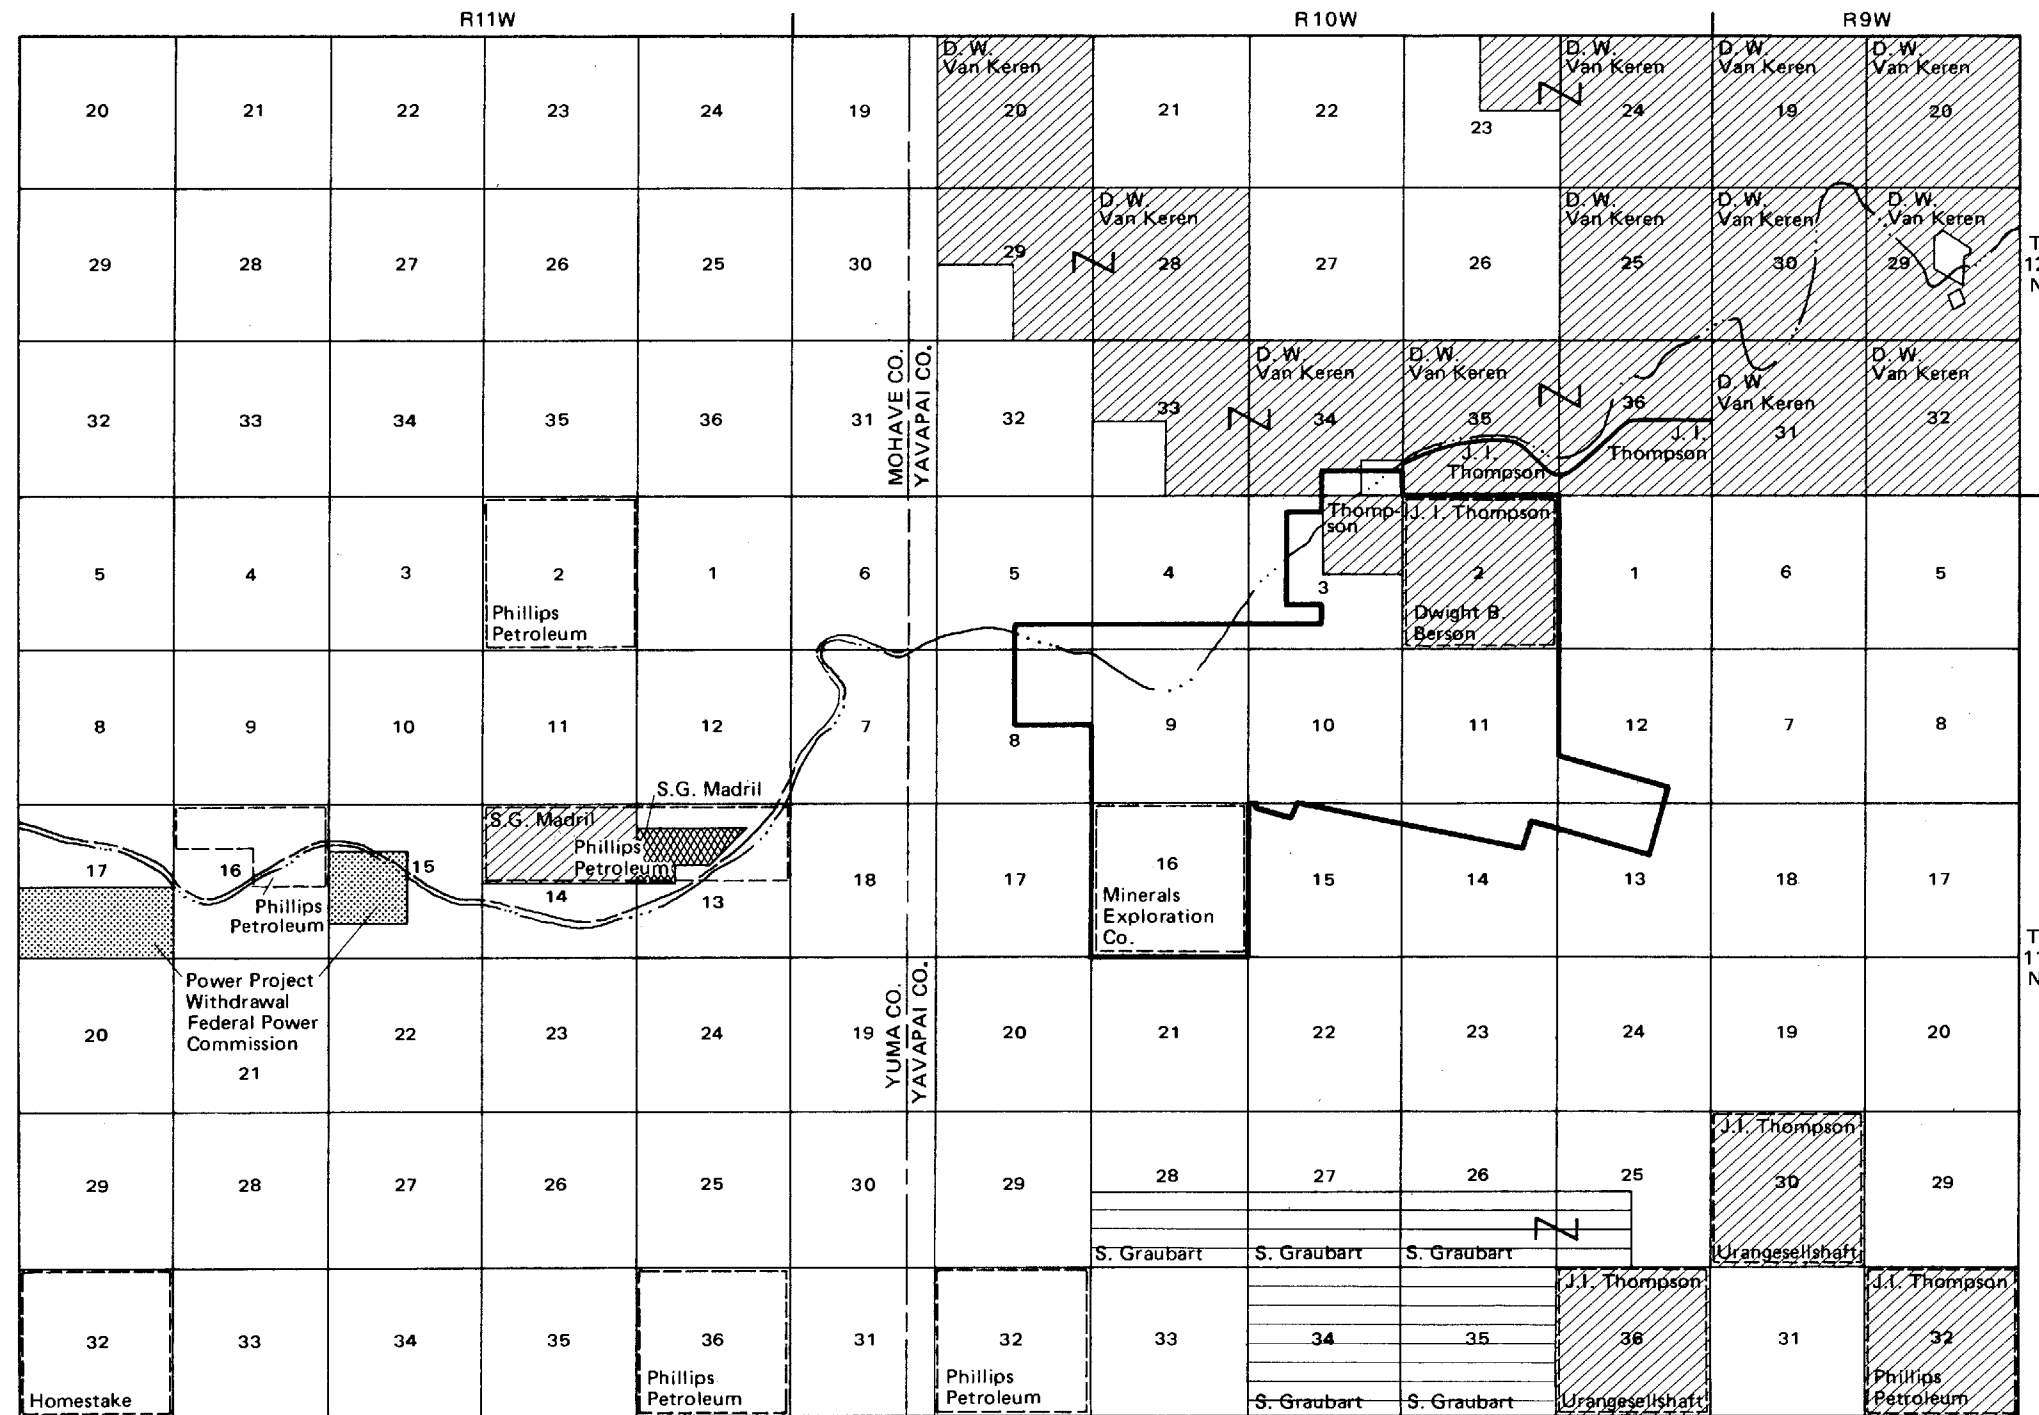 R11W R10W R9W
D. W.
Van Keren
D. W.
Van Keren
D. W.
Van Keren
D. W.
Van Keren
20 21 22 23 24 19 20 21 22 23 24 19 20
D. W.
Van Keren
D. W.
Van Keren
D. W.
Van Keren
D. W.
Van Keren
29 28 27 26 25 30 29 28 27 26 25 30 29
T
N
MOHAVE CO.
YAVAPAI CO.
D. W.
Van Keren
D. W.
Van Keren
D. W.
Van Keren
D. W.
Van Keren
32 33 34 35 36 31 32 33 34 35 36 31 32
J. I.
Thompson
J. I.
Thompson
Thomp-
son
J. I. Thompson
5 4 3 2 1 6 5 4 3 2 1 6 5
Phillips
Petroleum
Dwight B.
Berson
8 9 10 11 12 7 8 9 10 11 12 7 8
S.G. Madril
S.G. Madril
Phillips
Petroleum
17 16 15 14 13 18 17 16 15 14 13 18 17
Phillips
Petroleum
Minerals
Exploration
Co.
T
N
Power Project
Withdrawal
Federal Power
Commission
YUMA CO.
YAVAPAI CO.
20 21 22 23 24 19 20 21 22 23 24 19 20
J.I. Thompson
29 28 27 26 25 30 29 28 27 26 25 30 29
S. Graubart
S. Graubart
S. Graubart
Urangesellshaft
J.I. Thompson
J.I. Thompson
32 33 34 35 36 31 32 33 34 35 36 31 32
Homestake
Phillips
Petroleum
Phillips
Petroleum
S. Graubart
S. Graubart
Urangesellshaft
Phillips
Petroleum